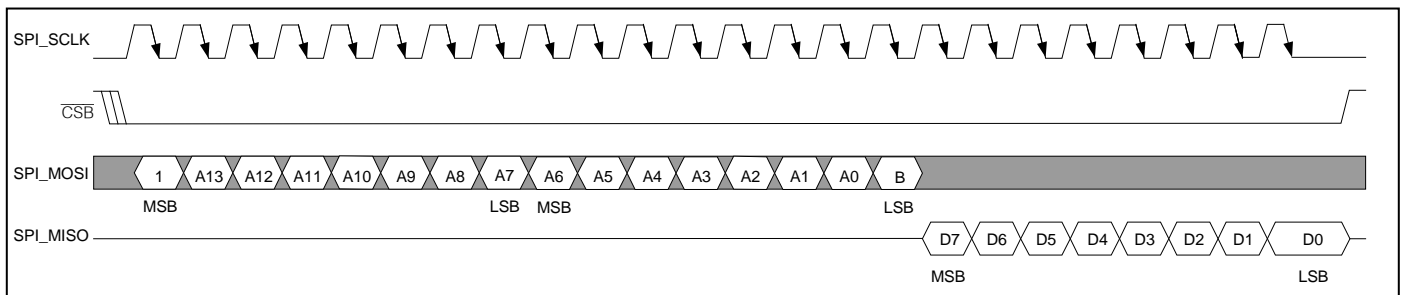 SPI_SCLK
CSB
SPI_MOSI 1 A13 A12 A11 A10 A9 A8 A7 A6 A5 A4 A3 A2 A1 A0 B
MSB LSB MSB LSB
SPI_MISO D7 D6 D5 D4 D3 D2 D1 D0
MSB LSB